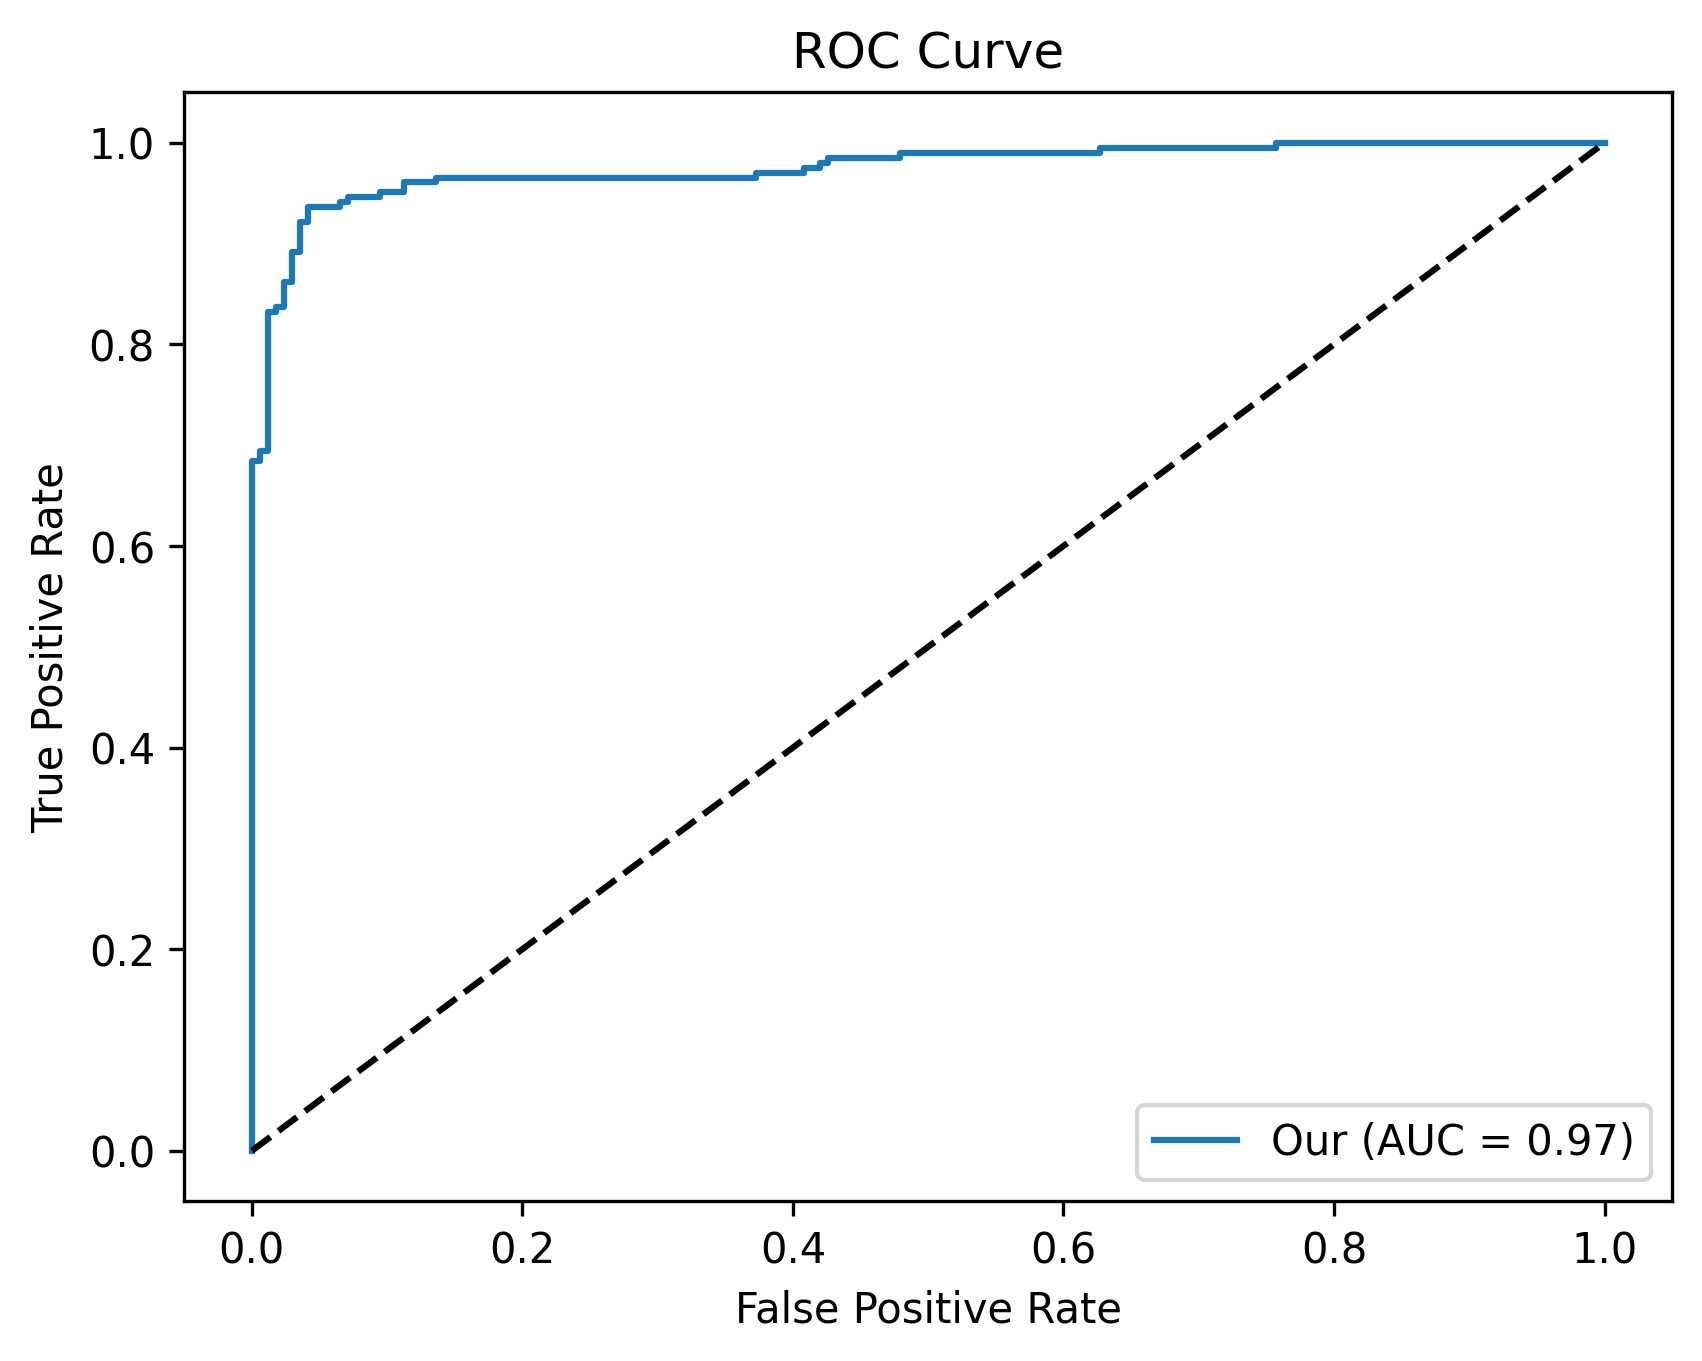 ROC Curve
1.0
0.8
0.6
0.4
0.2
0.0
True Positive Rate
Our (AUC = 0.97)
0.0 0.2 0.4 0.6 0.8 1.0
False Positive Rate